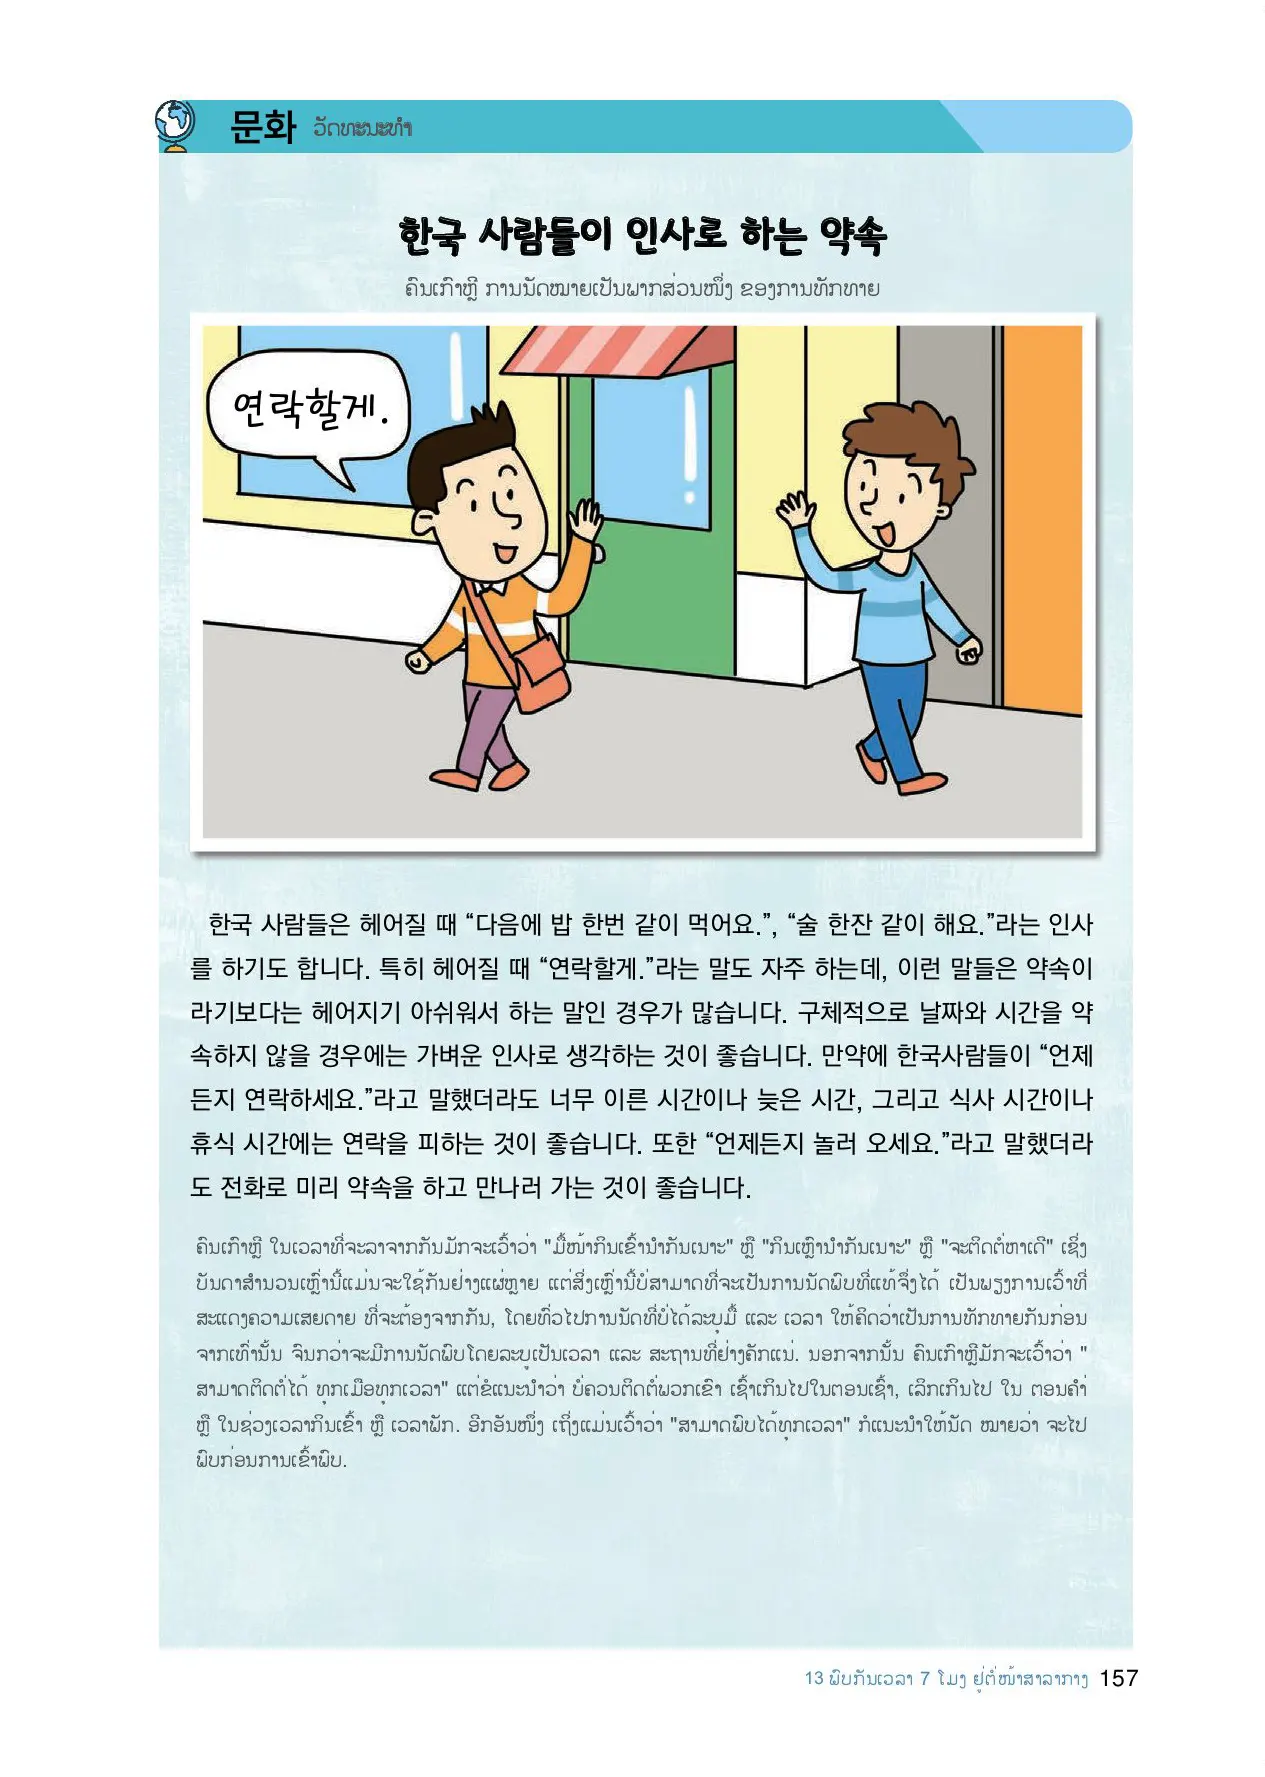 문화 ວັດທະນະທຳ
한국 사람들이 인사로 하는 약속
ຄົນເກົາຫຼີ ການນັດໝາຍເປັນພາກສ່ວນໜຶ່ງ ຂອງການທັກທາຍ
연락할게.
한국 사람들은 헤어질 때 “다음에 밥 한번 같이 먹어요.”, “술 한잔 같이 해요.”라는 인사
를 하기도 합니다. 특히 헤어질 때 “연락할게.”라는 말도 자주 하는데, 이런 말들은 약속이
라기보다는 헤어지기 아쉬워서 하는 말인 경우가 많습니다. 구체적으로 날짜와 시간을 약
속하지 않을 경우에는 가벼운 인사로 생각하는 것이 좋습니다. 만약에 한국사람들이 “언제
든지 연락하세요.”라고 말했더라도 너무 이른 시간이나 늦은 시간, 그리고 식사 시간이나
휴식 시간에는 연락을 피하는 것이 좋습니다. 또한 “언제든지 놀러 오세요.”라고 말했더라
도 전화로 미리 약속을 하고 만나러 가는 것이 좋습니다.
ຄົນເກົາຫຼີ ໃນເວລາທີ່ຈະລາຈາກກັນມັກຈະເວົ້າວ່າ "ມື້ໜ້າກິນເຂົ້ານຳກັນເນາະ" ຫຼື "ກິນເຫຼົ້ານຳກັນເນາະ" ຫຼື "ຈະຕິດຕໍ່ຫາເດີ" ເຊິ່ງ
ບັນດາສຳນວນເຫຼົ່ານີ້ແມ່ນຈະໃຊ້ກັນຢ່າງແຜ່ຫຼາຍ ແຕ່ສິ່ງເຫຼົ່ານີ້ບໍ່ສາມາດທີ່ຈະເປັນການນັດພົບທີ່ແທ້ຈິ່ງໄດ້ ເປັນພຽງການເວົ້າທີ່
ສະແດງຄວາມເສຍດາຍ ທີ່ຈະຕ້ອງຈາກກັນ, ໂດຍທົ່ວໄປການນັດທີ່ບໍ່ໄດ້ລະບຸມື້ ແລະ ເວລາ ໃຫ້ຄິດວ່າເປັນການທັກທາຍກັນກ່ອນ
ຈາກເທົ່ານັ້ນ ຈົນກວ່າຈະມີການນັດພົບໂດຍລະບຸເປັນເວລາ ແລະ ສະຖານທີ່ຢ່າງຄັກແນ່. ນອກຈາກນັ້ນ ຄົນເກົາຫຼີມັກຈະເວົ້າວ່າ "
ສາມາດຕິດຕໍ່ໄດ້ ທຸກເມື່ອທຸກເວລາ" ແຕ່ຂໍແນະນຳວ່າ ບໍ່ຄວນຕິດຕໍ່ພວກເຂົາ ເຊົ້າເກີນໄປໃນຕອນເຊົ້າ, ເລິກເກີນໄປ ໃນ ຕອນຄ່ຳ
ຫຼື ໃນຊ່ວງເວລາກິນເຂົ້າ ຫຼື ເວລາພັກ. ອີກອັນໜຶ່ງ ເຖິ່ງແມ່ນເວົ້າວ່າ "ສາມາດພົບໄດ້ທຸກເວລາ" ກໍແນະນຳໃຫ້ນັດ ໝາຍວ່າ ຈະໄປ
ພົບກ່ອນການເຂົ້າພົບ.
13 ພົບກັນເວລາ 7 ໂມງ ຢູ່ຕໍ່ໜ້າສາລາກາງ 157